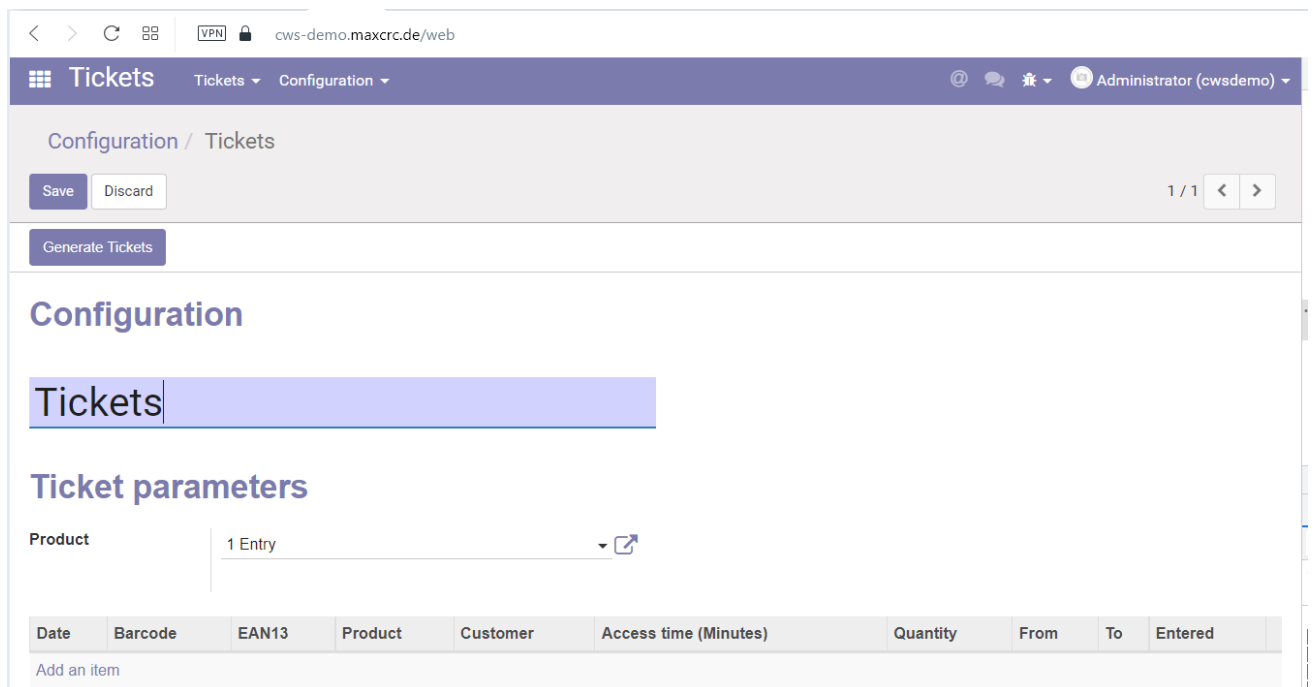 VPN cws-demo.maxcrc.de/web
Tickets Tickets Configuration @ Administrator (cwsdemo)
Configuration / Tickets
Save Discard 1 / 1
Generate Tickets
Configuration
Tickets
Ticket parameters
Product 1 Entry
Date Barcode EAN13 Product Customer Access time (Minutes) Quantity From To Entered
Add an item